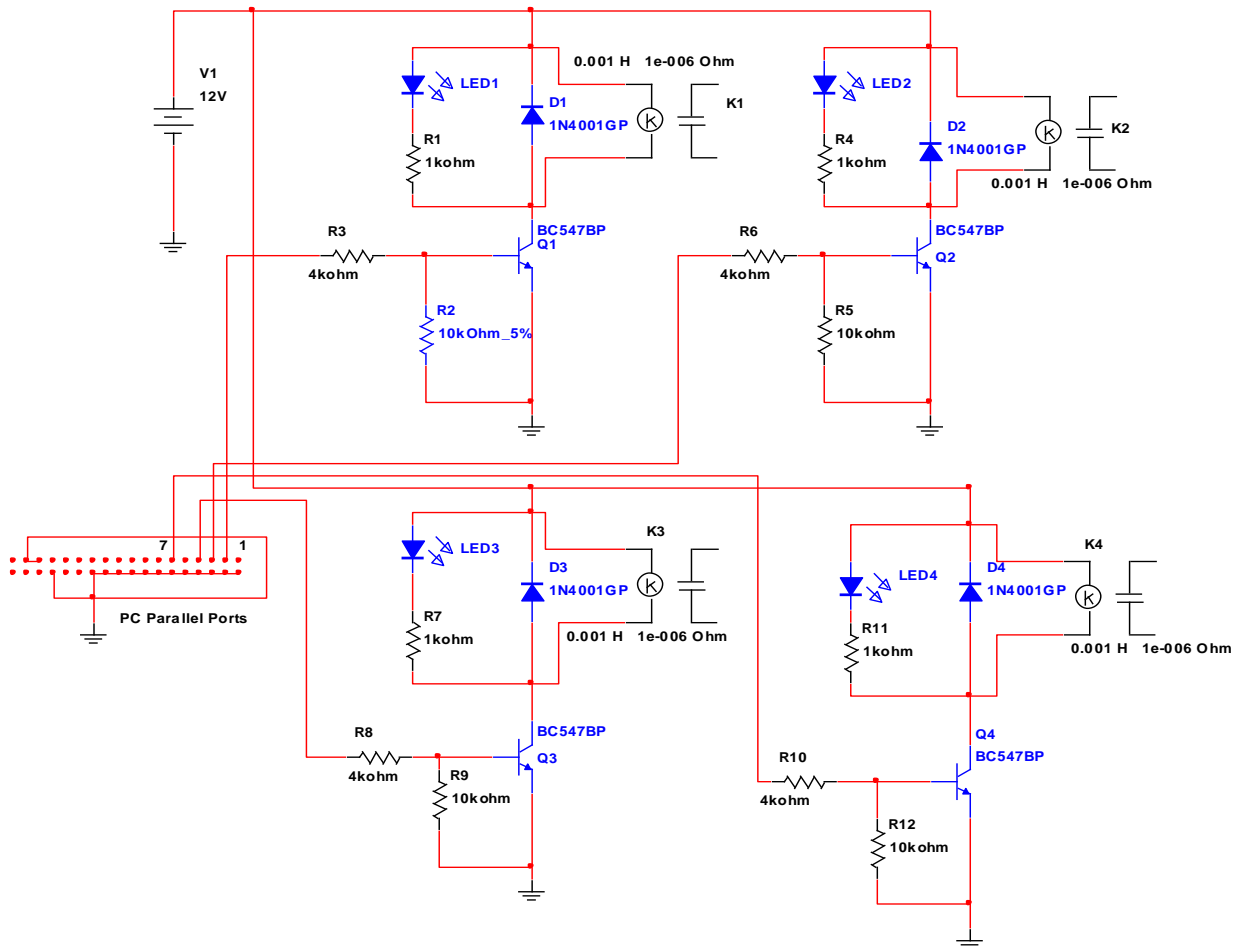 V1
12V
LED1
0.001 H 1e-006 Ohm
K1
D1
1N4001GP
R1
1kohm
BC547BP
Q1
R3
4kohm
R2
10kOhm_5%
LED2
K2
D2
1N4001GP
R4
1kohm
0.001 H 1e-006 Ohm
BC547BP
Q2
R6
4kohm
R5
10kohm
7
1
PC Parallel Ports
LED3
K3
D3
1N4001GP
R7
1kohm
0.001 H 1e-006 Ohm
BC547BP
Q3
R8
4kohm
R9
10kohm
LED4
K4
D4
1N4001GP
R11
1kohm
0.001 H 1e-006 Ohm
Q4
BC547BP
R10
4kohm
R12
10kohm